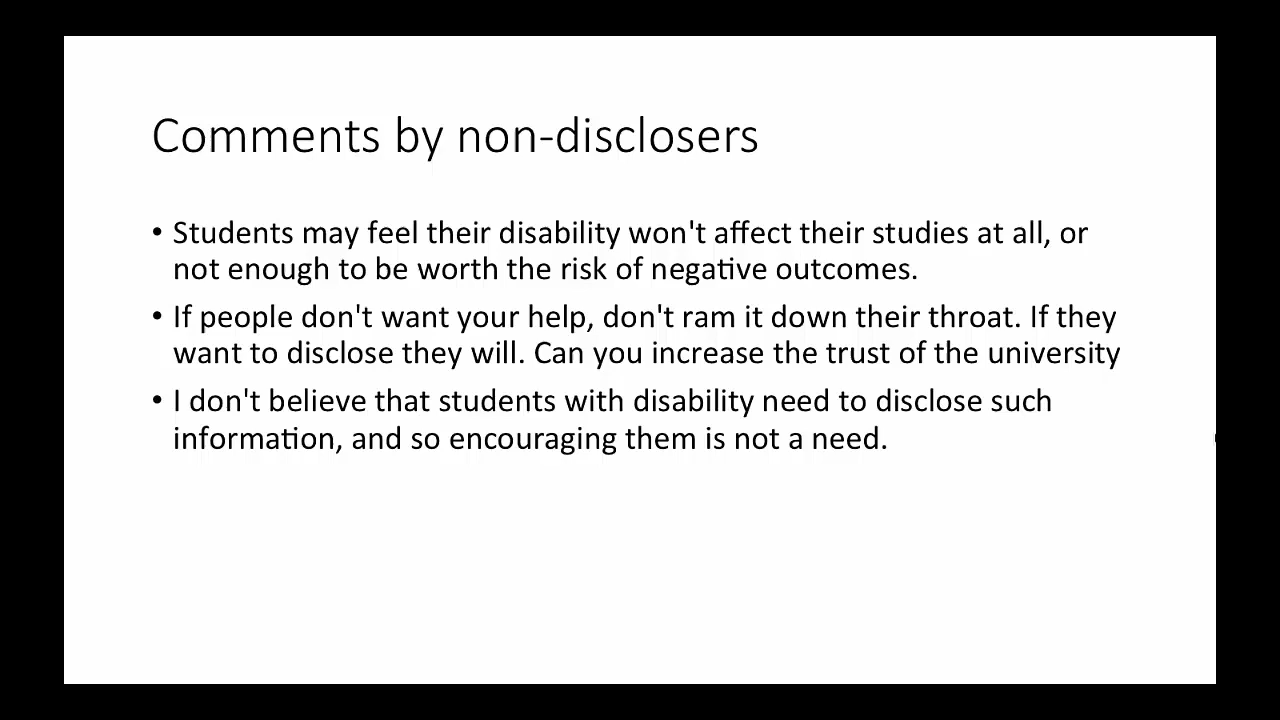 Comments by non-disclosers
• Students may feel their disability won't affect their studies at all, or
not enough to be worth the risk of negative outcomes.
• If people don't want your help, don't ram it down their throat. If they
want to disclose they will. Can you increase the trust of the university
• I don't believe that students with disability need to disclose such
information, and so encouraging them is not a need.